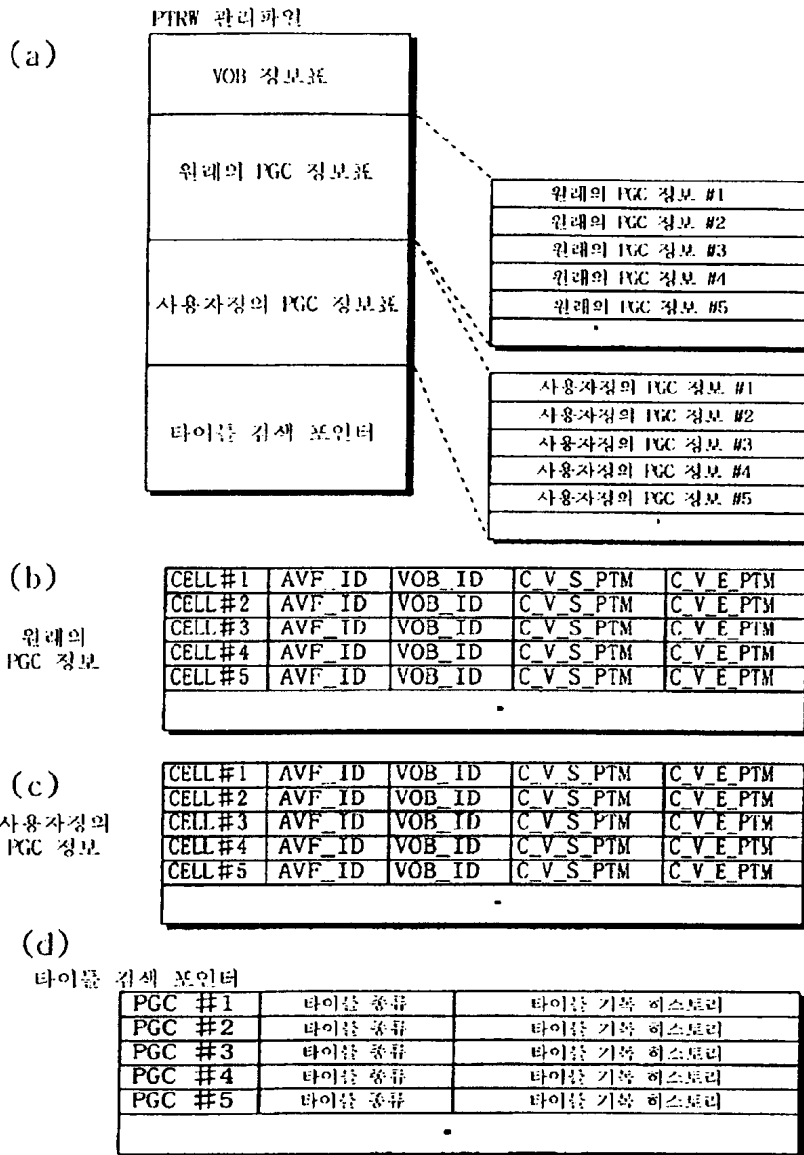 PTRW 관리파일
(a)
VOB 정보표
원래의 PGC 정보표
사용자정의 PGC 정보표
타이틀 검색 포인터
원래의 PGC 정보 #1
원래의 PGC 정보 #2
원래의 PGC 정보 #3
원래의 PGC 정보 #4
원래의 PGC 정보 #5
사용자정의 PGC 정보 #1
사용자정의 PGC 정보 #2
사용자정의 PGC 정보 #3
사용자정의 PGC 정보 #4
사용자정의 PGC 정보 #5
(b)
원래의
PGC 정보
CELL#1 AVF_ID VOB_ID C_V_S_PTM C_V_E_PTM
CELL#2 AVF_ID VOB_ID C_V_S_PTM C_V_E_PTM
CELL#3 AVF_ID VOB_ID C_V_S_PTM C_V_E_PTM
CELL#4 AVF_ID VOB_ID C_V_S_PTM C_V_E_PTM
CELL#5 AVF_ID VOB_ID C_V_S_PTM C_V_E_PTM
(c)
사용자정의
PGC 정보
CELL#1 AVF_ID VOB_ID C_V_S_PTM C_V_E_PTM
CELL#2 AVF_ID VOB_ID C_V_S_PTM C_V_E_PTM
CELL#3 AVF_ID VOB_ID C_V_S_PTM C_V_E_PTM
CELL#4 AVF_ID VOB_ID C_V_S_PTM C_V_E_PTM
CELL#5 AVF_ID VOB_ID C_V_S_PTM C_V_E_PTM
(d)
타이틀 검색 포인터
PGC #1 타이틀 종류 타이틀 기록 히스토리
PGC #2 타이틀 종류 타이틀 기록 히스토리
PGC #3 타이틀 종류 타이틀 기록 히스토리
PGC #4 타이틀 종류 타이틀 기록 히스토리
PGC #5 타이틀 종류 타이틀 기록 히스토리